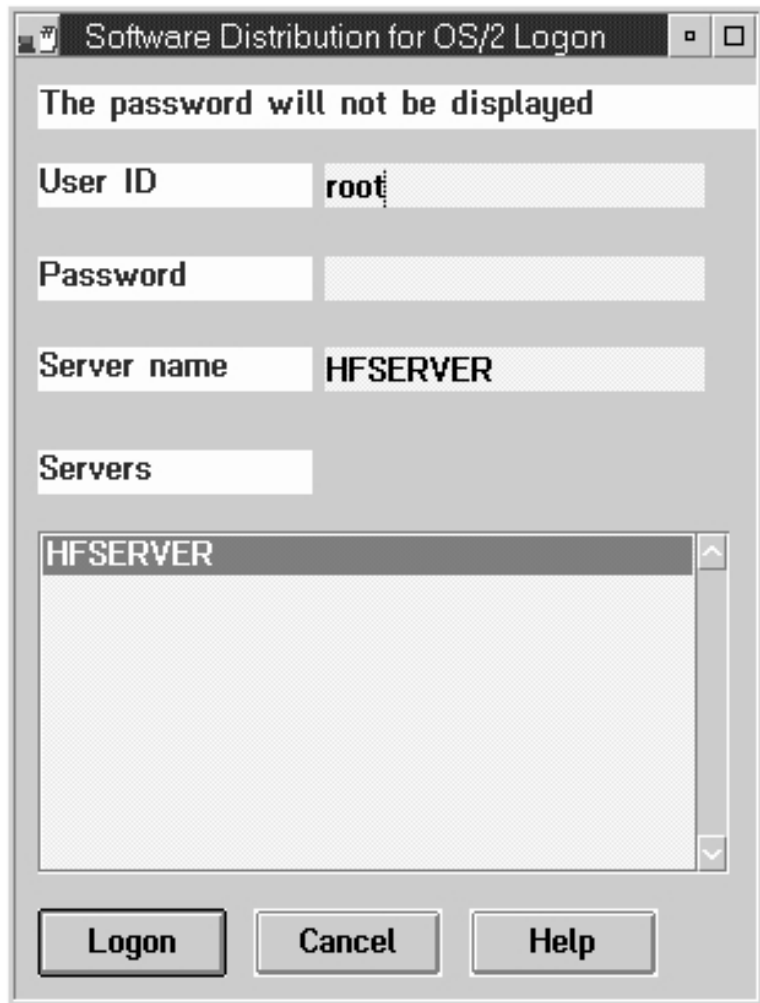 Software Distribution for OS/2 Logon
The password will not be displayed
User ID root
Password
Server name HFSERVER
Servers
HFSERVER
Logon Cancel Help